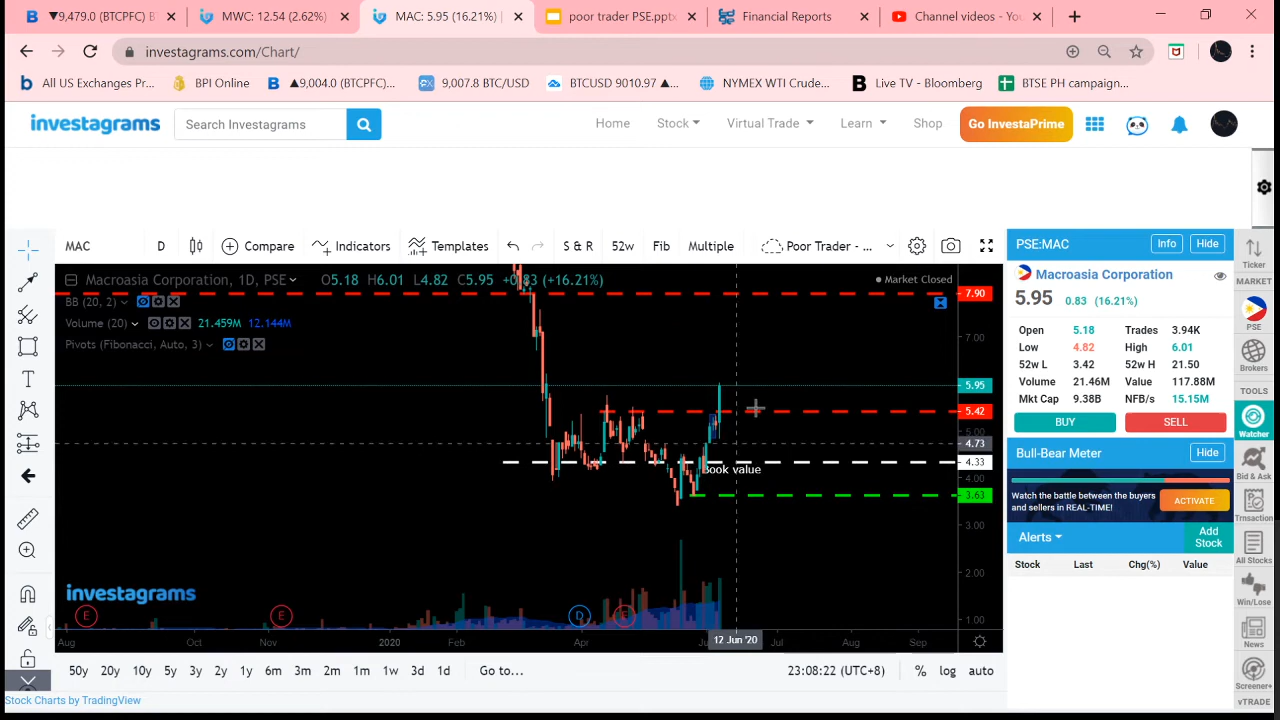 ▼9,479.0 (BTCPFC) B
MWC: 12.54 (2.62%)
MAC: 5.95 (16.21%)
poor trader PSE.pptx
Financial Reports
Channel videos - You
investagrams.com/Chart/
All US Exchanges Pr...
BPI Online
▲9,004.0 (BTCPFC)...
9,007.8 BTC/USD
BTCUSD 9010.97 ▲...
NYMEX WTI Crude...
Live TV - Bloomberg
BTSE PH campaign...
investagrams
Search Investagrams
Home
Stock
Virtual Trade
Learn
Shop
Go InvestaPrime
MAC
D
Compare
Indicators
Templates
S & R
52w
Fib
Multiple
Poor Trader - ...
Macroasia Corporation, 1D, PSE
O5.18 H6.01 L4.82 C5.95 +0.83 (+16.21%)
Market Closed
BB (20, 2)
Volume (20)
21.459M 12.144M
Pivots (Fibonacci, Auto, 3)
7.90
7.00
5.95
5.42
5.00
4.73
4.33
4.00
3.63
3.00
2.00
1.00
Book value
investagrams
E
E
D
E
Aug
Oct
Nov
2020
Feb
Apr
Ju
12 Jun '20
Jul
Aug
Sep
50y 20y 10y 5y 3y 2y 1y 6m 3m 2m 1m 1w 3d 1d
Go to...
23:08:22 (UTC+8)
% log auto
Stock Charts by TradingView
PSE:MAC
Info
Hide
Macroasia Corporation
5.95 0.83 (16.21%)
Open 5.18 Trades 3.94K
Low 4.82 High 6.01
52w L 3.42 52w H 21.50
Volume 21.46M Value 117.88M
Mkt Cap 9.38B NFB/s 15.15M
BUY
SELL
Bull-Bear Meter
Hide
Watch the battle between the buyers
and sellers in REAL-TIME!
ACTIVATE
Alerts
Add
Stock
Stock Last Chg(%) Value
Ticker
MARKET
PSE
Brokers
TOOLS
Watcher
Bid & Ask
Trnsaction
All Stocks
Win/Lose
News
Screener+
vTRADE